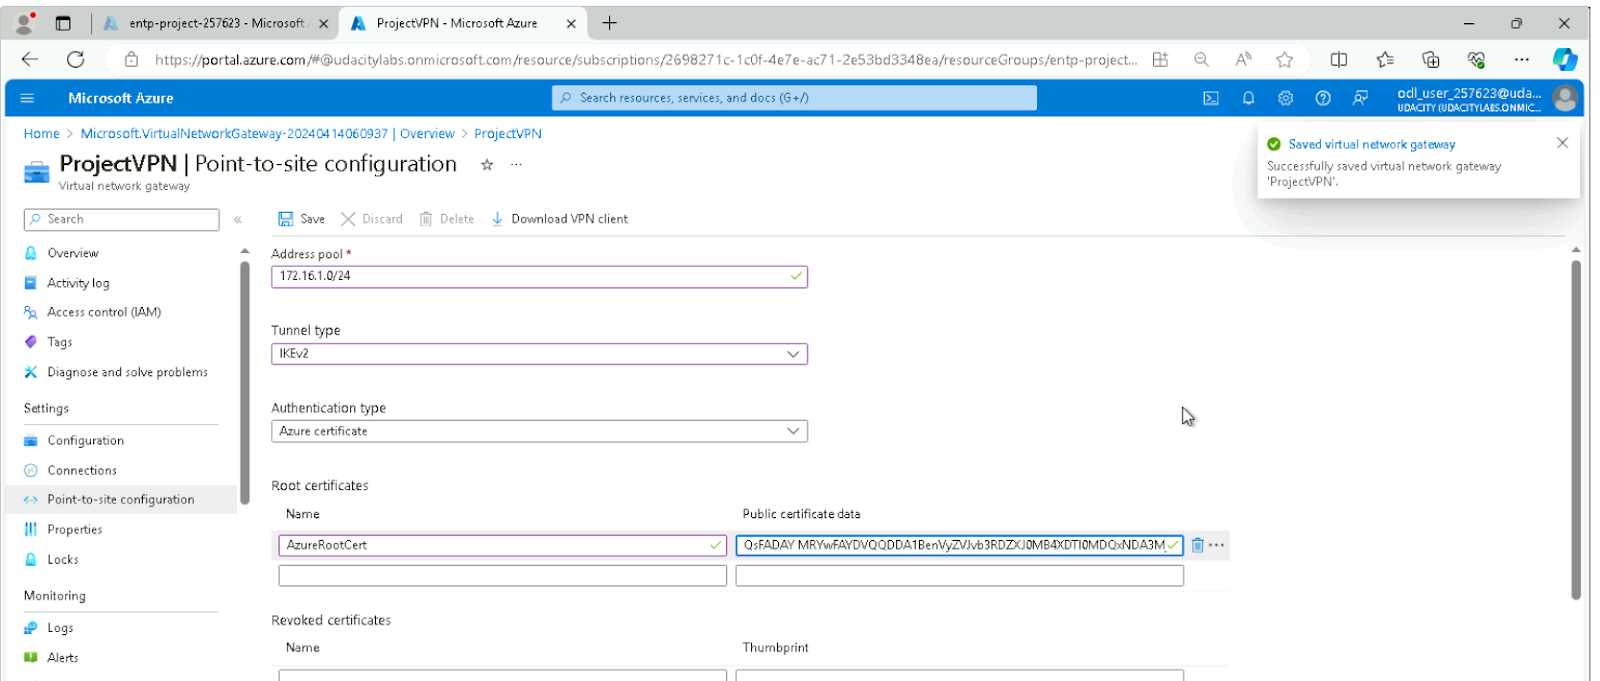 entp-project-257623 - Microsoft
ProjectVPN - Microsoft Azure
https://portal.azure.com/#@udacitylabs.onmicrosoft.com/resource/subscriptions/2698271c-1c0f-4e7e-ac71-2e53bd3348ea/resourceGroups/entp-project...
Microsoft Azure
Search resources, services, and docs (G+/)
odl_user_257623@uda...
UDACITY (UDACITYLABS.ONMIC...
Home > Microsoft.VirtualNetworkGateway-20240414060937 | Overview > ProjectVPN
ProjectVPN | Point-to-site configuration
Virtual network gateway
Saved virtual network gateway
Successfully saved virtual network gateway
'ProjectVPN'.
Search
Save Discard Delete Download VPN client
Overview
Activity log
Access control (IAM)
Tags
Diagnose and solve problems
Settings
Configuration
Connections
Point-to-site configuration
Properties
Locks
Monitoring
Logs
Alerts
Address pool *
172.16.1.0/24
Tunnel type
IKEv2
Authentication type
Azure certificate
Root certificates
Name Public certificate data
AzureRootCert QsFADAY MRYwFAYDVQQDDA1BenVyZVJvb3RDZXJ0MB4XDTI0MDQxNDA3M
Revoked certificates
Name Thumbprint